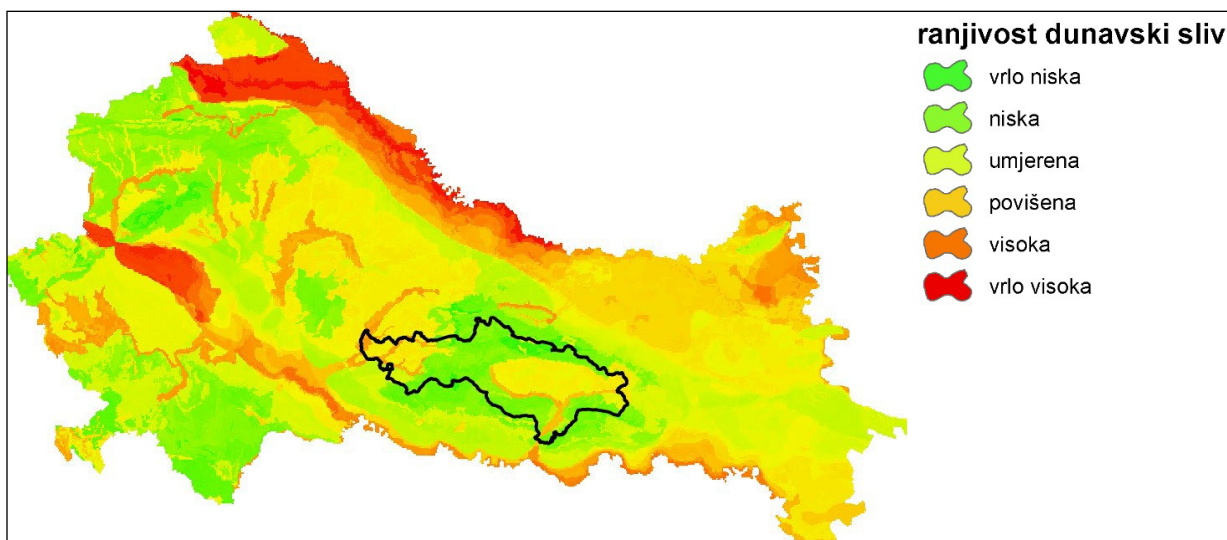 ranjivost dunavski sliv
vrlo niska
niska
umjerena
povišena
visoka
vrlo visoka